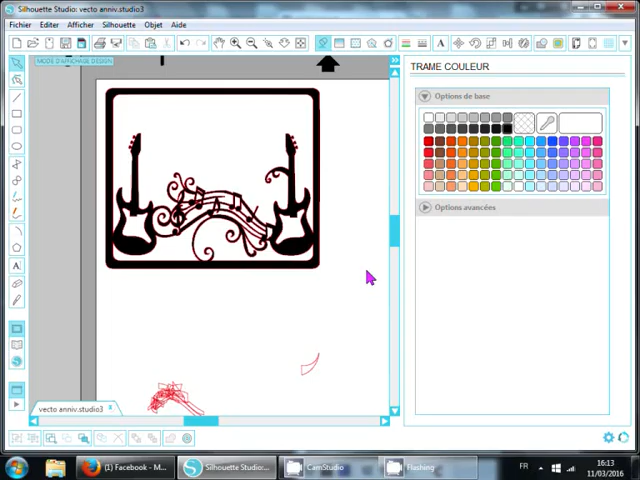 Silhouette Studio: vecto anniv.studio3
Fichier Editer Afficher Silhouette Objet Aide
MODE D'AFFICHAGE DESIGN
TRAME COULEUR
Options de base
Options avancées
vecto anniv.studio3
(1) Facebook - M...
Silhouette Studio:...
CamStudio
Flashing
FR
16:13
11/03/2016